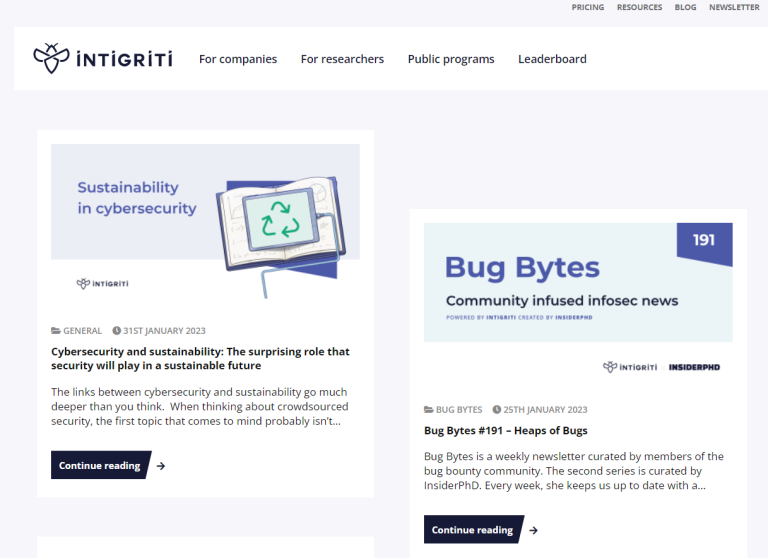 PRICING RESOURCES BLOG NEWSLETTER
INTIGRITI For companies For researchers Public programs Leaderboard
Sustainability
in cybersecurity
INTIGRITI
GENERAL 31ST JANUARY 2023
Cybersecurity and sustainability: The surprising role that
security will play in a sustainable future
The links between cybersecurity and sustainability go much
deeper than you think. When thinking about crowdsourced
security, the first topic that comes to mind probably isn't...
Continue reading →
191
Bug Bytes
Community infused infosec news
POWERED BY INTIGRITI CREATED BY INSIDERPHD
INTIGRITI INSIDERPHD
BUG BYTES 25TH JANUARY 2023
Bug Bytes #191 – Heaps of Bugs
Bug Bytes is a weekly newsletter curated by members of the
bug bounty community. The second series is curated by
InsiderPhD. Every week, she keeps us up to date with a...
Continue reading →